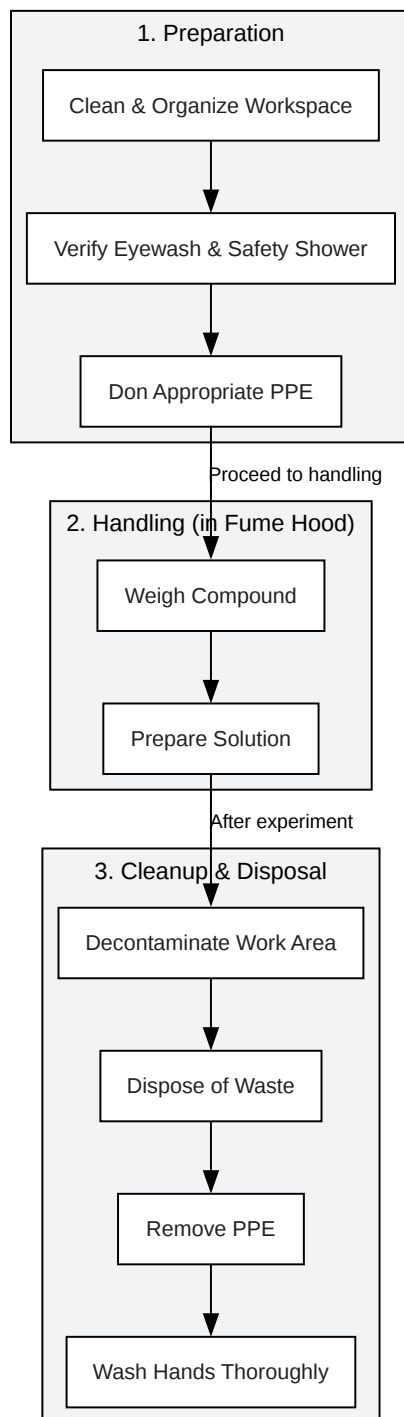 1. Preparation
Clean & Organize Workspace
Verify Eyewash & Safety Shower
Don Appropriate PPE
Proceed to handling
2. Handling (in Fume Hood)
Weigh Compound
Prepare Solution
After experiment
3. Cleanup & Disposal
Decontaminate Work Area
Dispose of Waste
Remove PPE
Wash Hands Thoroughly